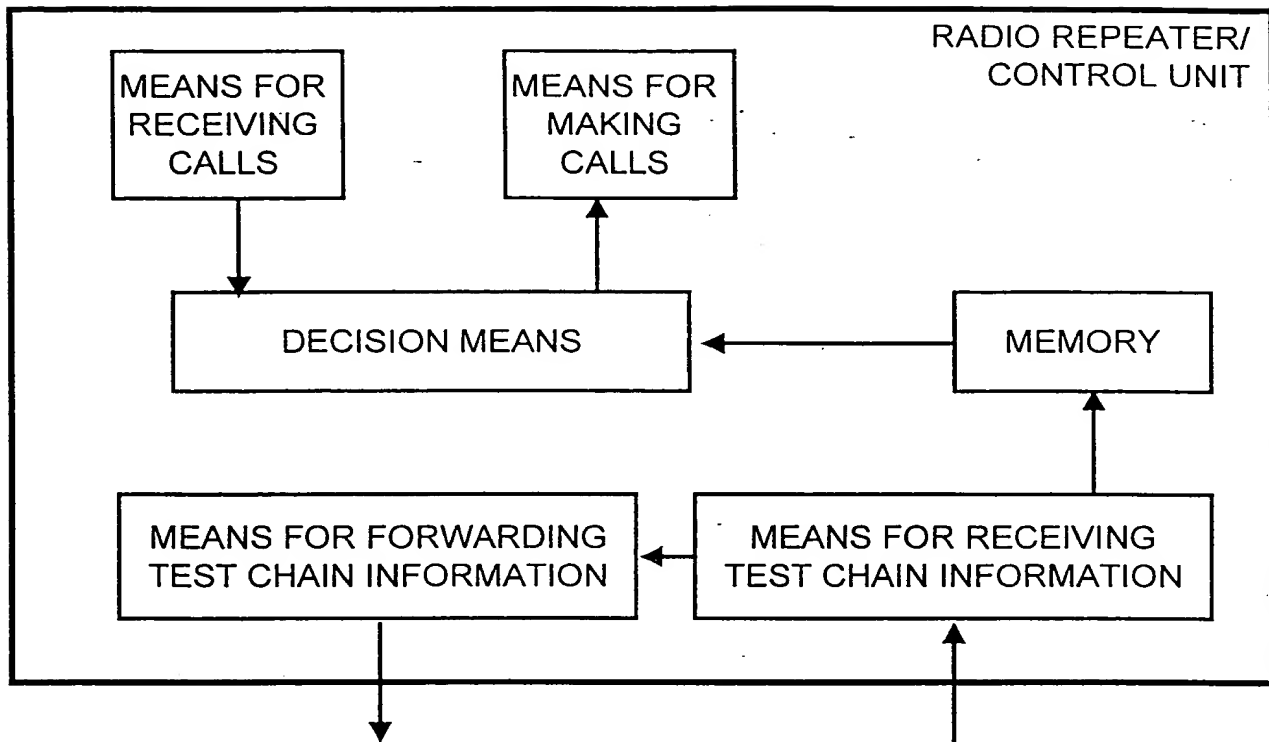 RADIO REPEATER/
CONTROL UNIT
MEANS FOR
RECEIVING
CALLS
MEANS FOR
MAKING
CALLS
DECISION MEANS
MEMORY
MEANS FOR FORWARDING
TEST CHAIN INFORMATION
MEANS FOR RECEIVING
TEST CHAIN INFORMATION